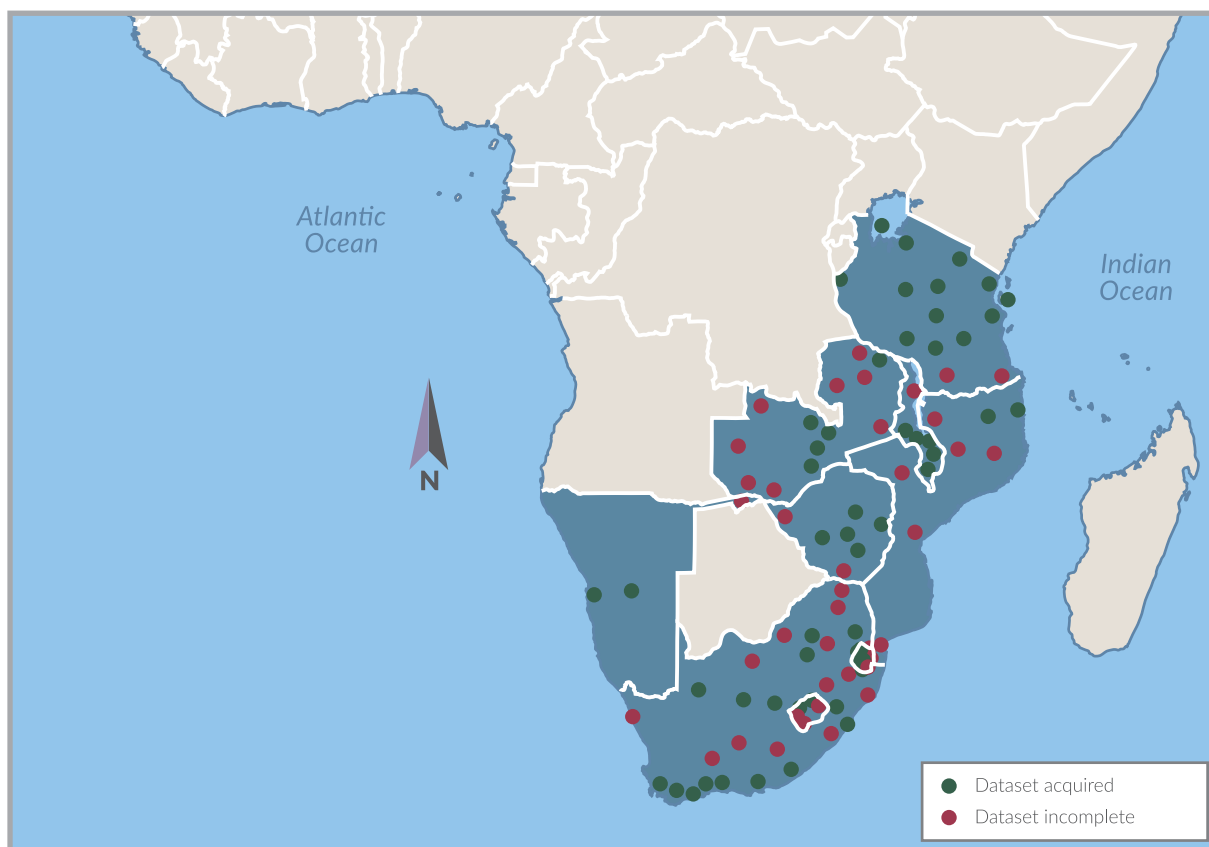 Atlantic
Ocean
Indian
Ocean
N
Dataset acquired
Dataset incomplete